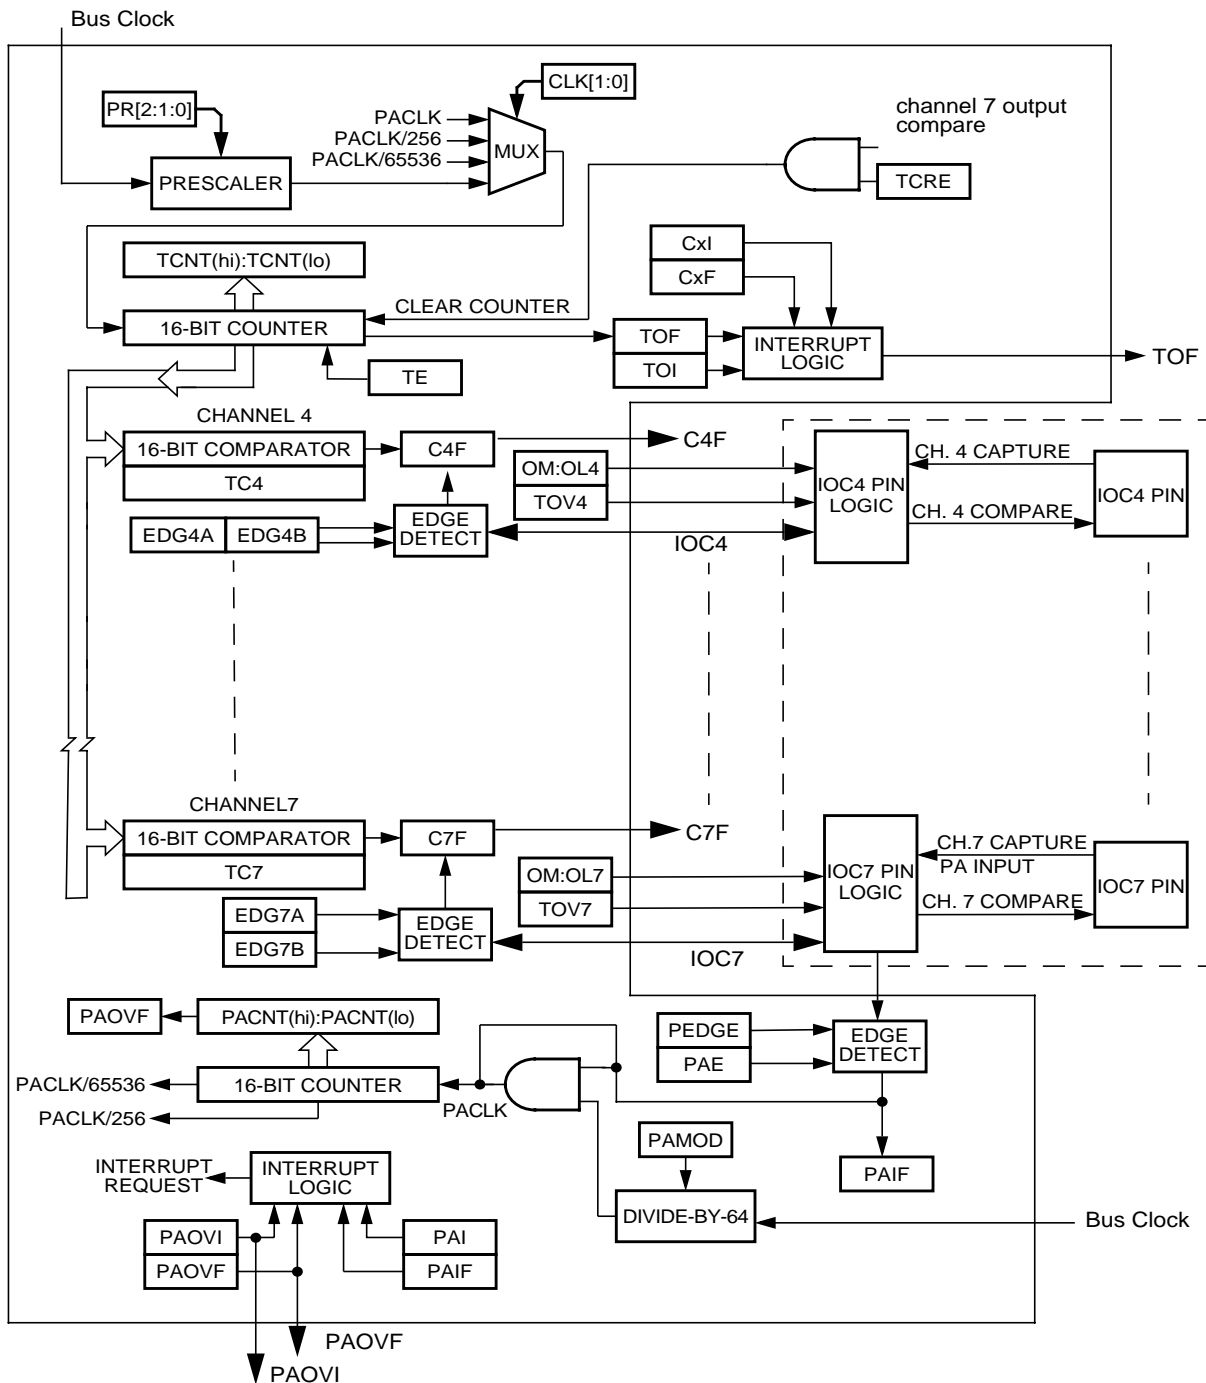 Bus Clock
PR[2:1:0]
CLK[1:0]
PACLK
PACLK/256
PACLK/65536
MUX
PRESCALER
channel 7 output
compare
TCRE
TCNT(hi):TCNT(lo)
CxI
CxF
CLEAR COUNTER
16-BIT COUNTER
TE
TOF
TOI
INTERRUPT
LOGIC
TOF
CHANNEL 4
16-BIT COMPARATOR
TC4
C4F
C4F
EDG4A
EDG4B
EDGE
DETECT
OM:OL4
TOV4
IOC4
IOC4 PIN
LOGIC
CH. 4 CAPTURE
CH. 4 COMPARE
IOC4 PIN
CHANNEL7
16-BIT COMPARATOR
TC7
C7F
C7F
EDG7A
EDG7B
EDGE
DETECT
OM:OL7
TOV7
IOC7
IOC7 PIN
LOGIC
CH.7 CAPTURE
PA INPUT
CH. 7 COMPARE
IOC7 PIN
PAOVF
PACNT(hi):PACNT(lo)
PACLK/65536
PACLK/256
16-BIT COUNTER
PACLK
PEDGE
PAE
EDGE
DETECT
PAMOD
PAIF
DIVIDE-BY-64
Bus Clock
INTERRUPT
REQUEST
INTERRUPT
LOGIC
PAOVI
PAOVF
PAI
PAIF
PAOVF
PAOVI